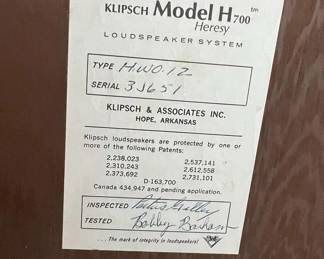 KLIPSCH Model H700 tm
Heresy
LOUDSPEAKER SYSTEM
TYPE HWO-12
SERIAL 3J651
KLIPSCH & ASSOCIATES INC.
HOPE, ARKANSAS
Klipsch loudspeakers are protected by one or
more of the following Patents:
2,238,023 2,537,141
2,310,243 2,612,558
2,373,692 2,731,101
D-163,700
Canada 434,947 and pending application.
INSPECTED
TESTED Bobby
... The mark of integrity in loudspeakers!